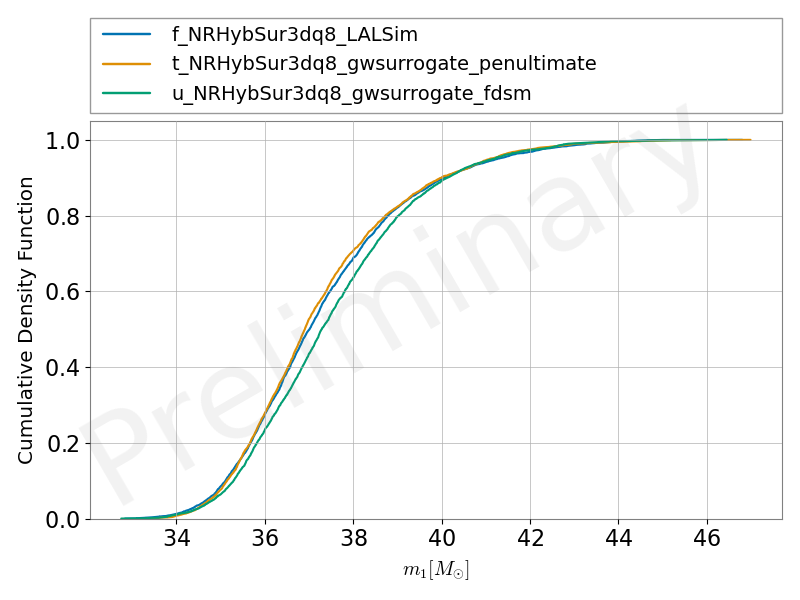 f_NRHybSur3dq8_LALSim
t_NRHybSur3dq8_gwsurrogate_penultimate
u_NRHybSur3dq8_gwsurrogate_fdsm
1.0
0.8
0.6
0.4
0.2
0.0
Cumulative Density Function
Preliminary
34 36 38 40 42 44 46
m₁[M☉]